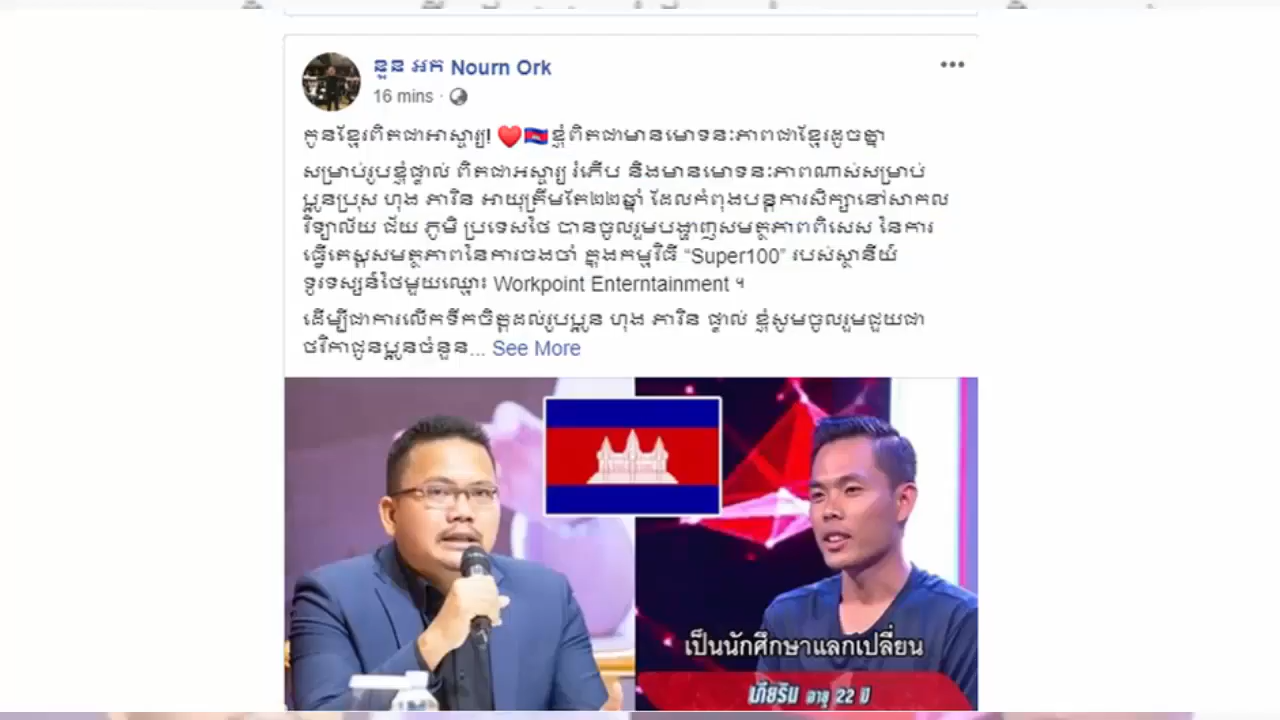 នួន អក Nourn Ork
16 mins ·
កូនខ្មែរពិតជាអាស្ចារ្យ! ❤️🇰🇭ខ្ញុំពិតជាមានមោទនៈភាពជាខ្មែរដូចគ្នា
សម្រាប់រូបខ្ញុំផ្ទាល់ ពិតជាអស្ចារ្យ រំភើប និងមានមោទនៈភាពណាស់សម្រាប់
ប្អូនប្រុស ហុង ភារិន អាយុត្រឹមតែ២២ឆ្នាំ ដែលកំពុងបន្តការសិក្សានៅសាកល
វិទ្យាល័យ ជ័យ ភូមិ ប្រទេសថៃ បានចូលរួមបង្ហាញសមត្ថភាពពិសេស នៃការ
ធ្វើតេស្តសមត្ថភាពនៃការចងចាំ ក្នុងកម្មវិធី “Super100” របស់ស្ថានីយ៍
ទូរទស្សន៍ថៃមួយឈ្មោះ Workpoint Enterntainment ។
ដើម្បីជាការលើកទឹកចិត្តដល់រូបប្អូន ហុង ភារិន ផ្ទាល់ ខ្ញុំសូមចូលរួមជួយជា
ថវិកាជូនប្អូនចំនួន... See More
เป็นนักศึกษาแลกเปลี่ยน
เภียริน อายุ 22 ปี